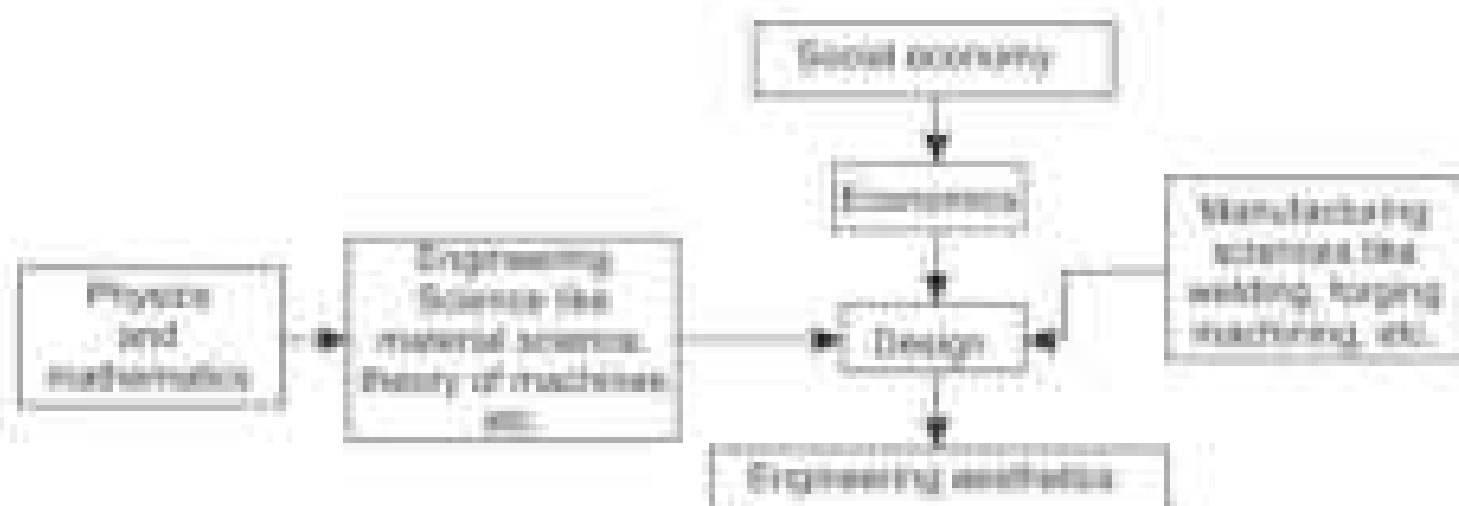 Social economy
Economics
Manufacturing
sciences like
welding, forging
machining, etc.
Engineering
Science like
material science,
theory of machines
etc.
Physics
and
mathematics
Design
Engineering aesthetics